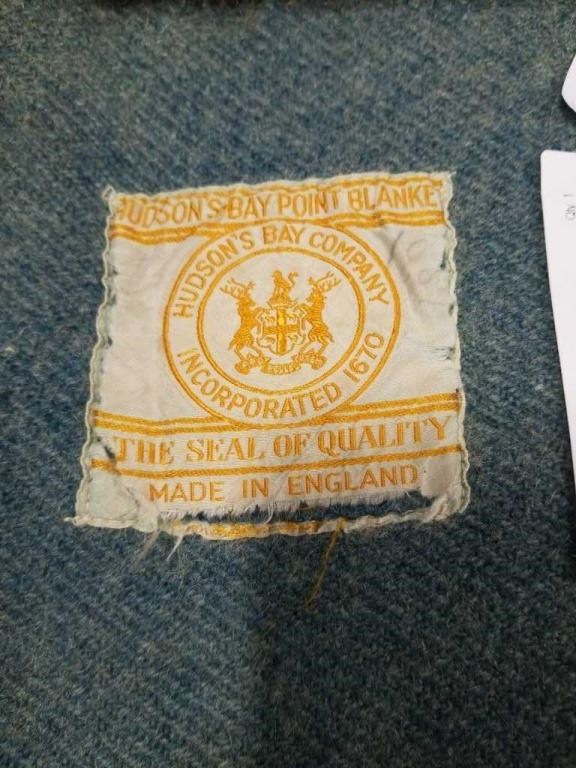 HUDSON'S BAY POINT BLANKE
HUDSON'S BAY COMPANY
INCORPORATED 1670
THE SEAL OF QUALITY
MADE IN ENGLAND